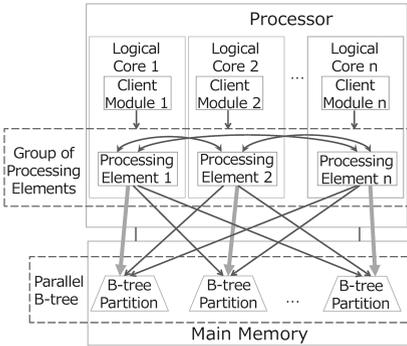 Processor
Logical Core 1
Logical Core 2
...
Logical Core n
Client Module 1
Client Module 2
Client Module n
Group of Processing Elements
Processing Element 1
Processing Element 2
Processing Element n
Parallel B-tree
B-tree Partition
B-tree Partition
...
B-tree Partition
Main Memory